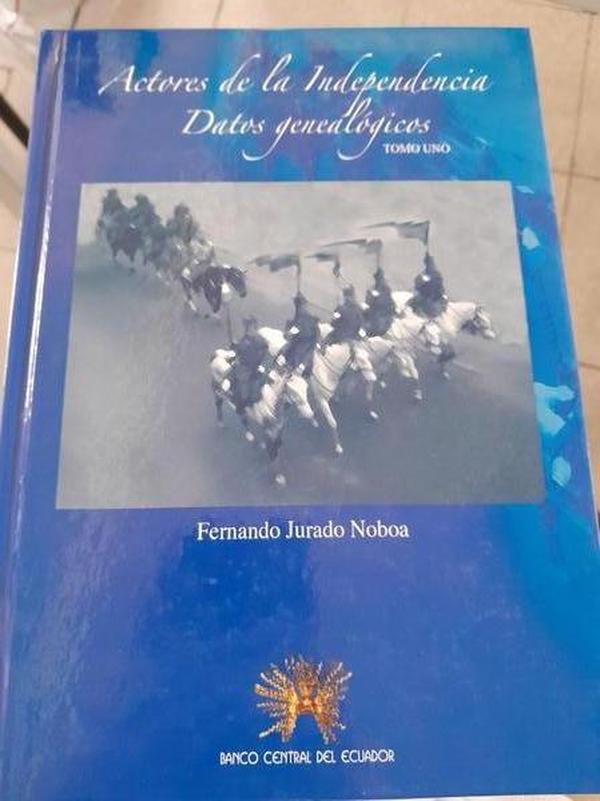 Actores de la Independencia
Datos genealógicos
TOMO UNO
Fernando Jurado Noboa
BANCO CENTRAL DEL ECUADOR